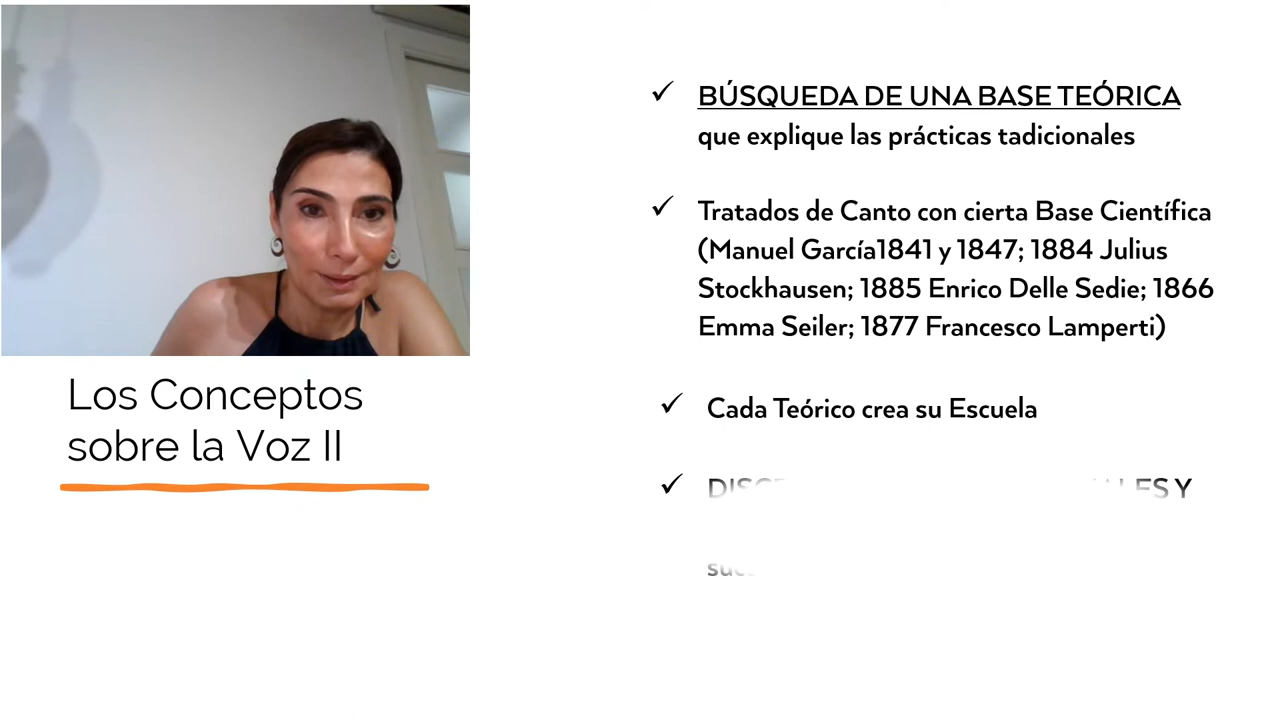 Los Conceptos
sobre la Voz II
BÚSQUEDA DE UNA BASE TEÓRICA
que explique las prácticas tadicionales
Tratados de Canto con cierta Base Científica
(Manuel García1841 y 1847; 1884 Julius
Stockhausen; 1885 Enrico Delle Sedie; 1866
Emma Seiler; 1877 Francesco Lamperti)
Cada Teórico crea su Escuela
Y